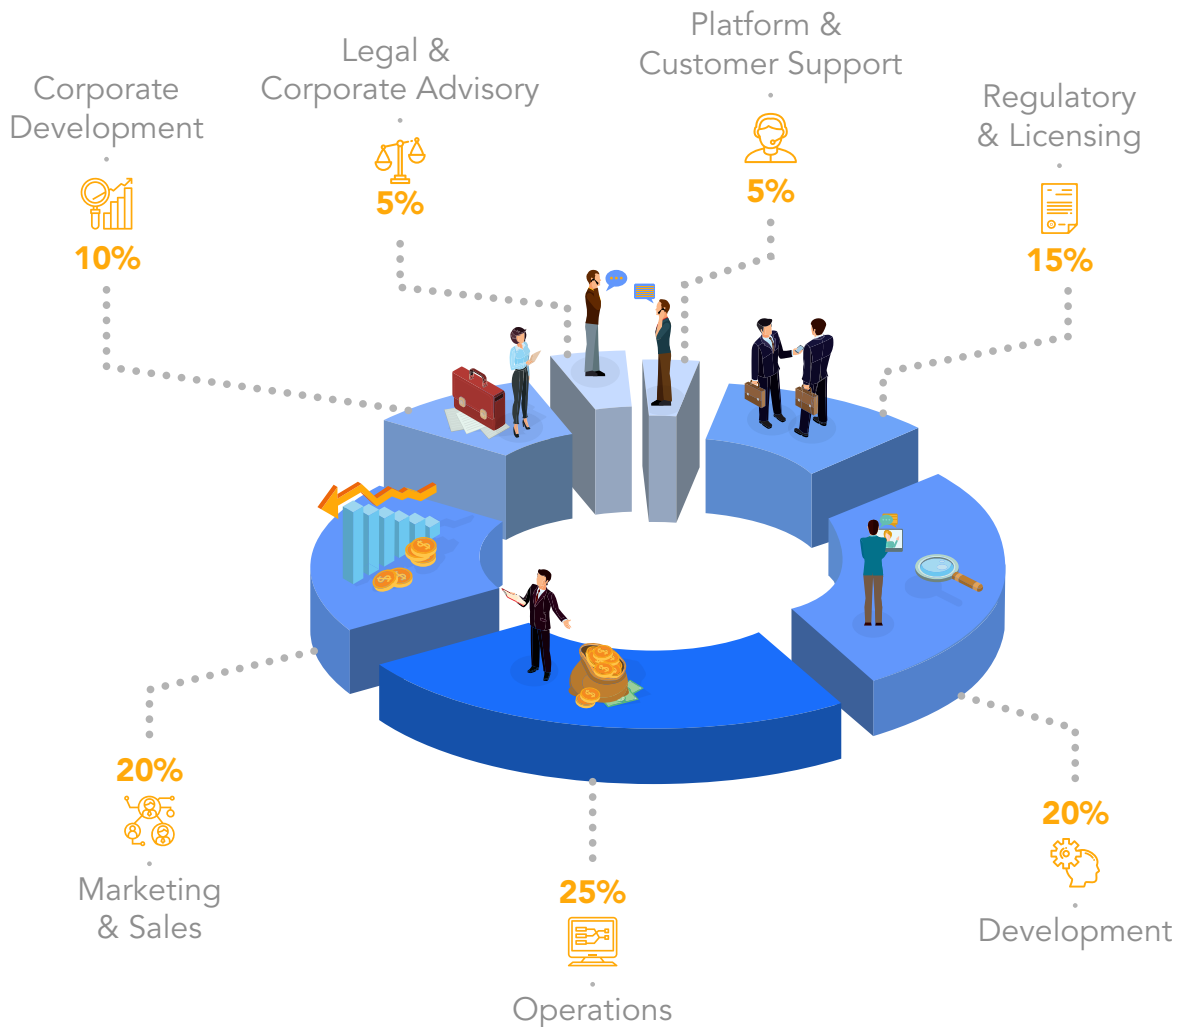 Corporate
Development
10%
Legal &
Corporate Advisory
5%
Platform &
Customer Support
5%
Regulatory
& Licensing
15%
20%
Marketing
& Sales
25%
Operations
20%
Development